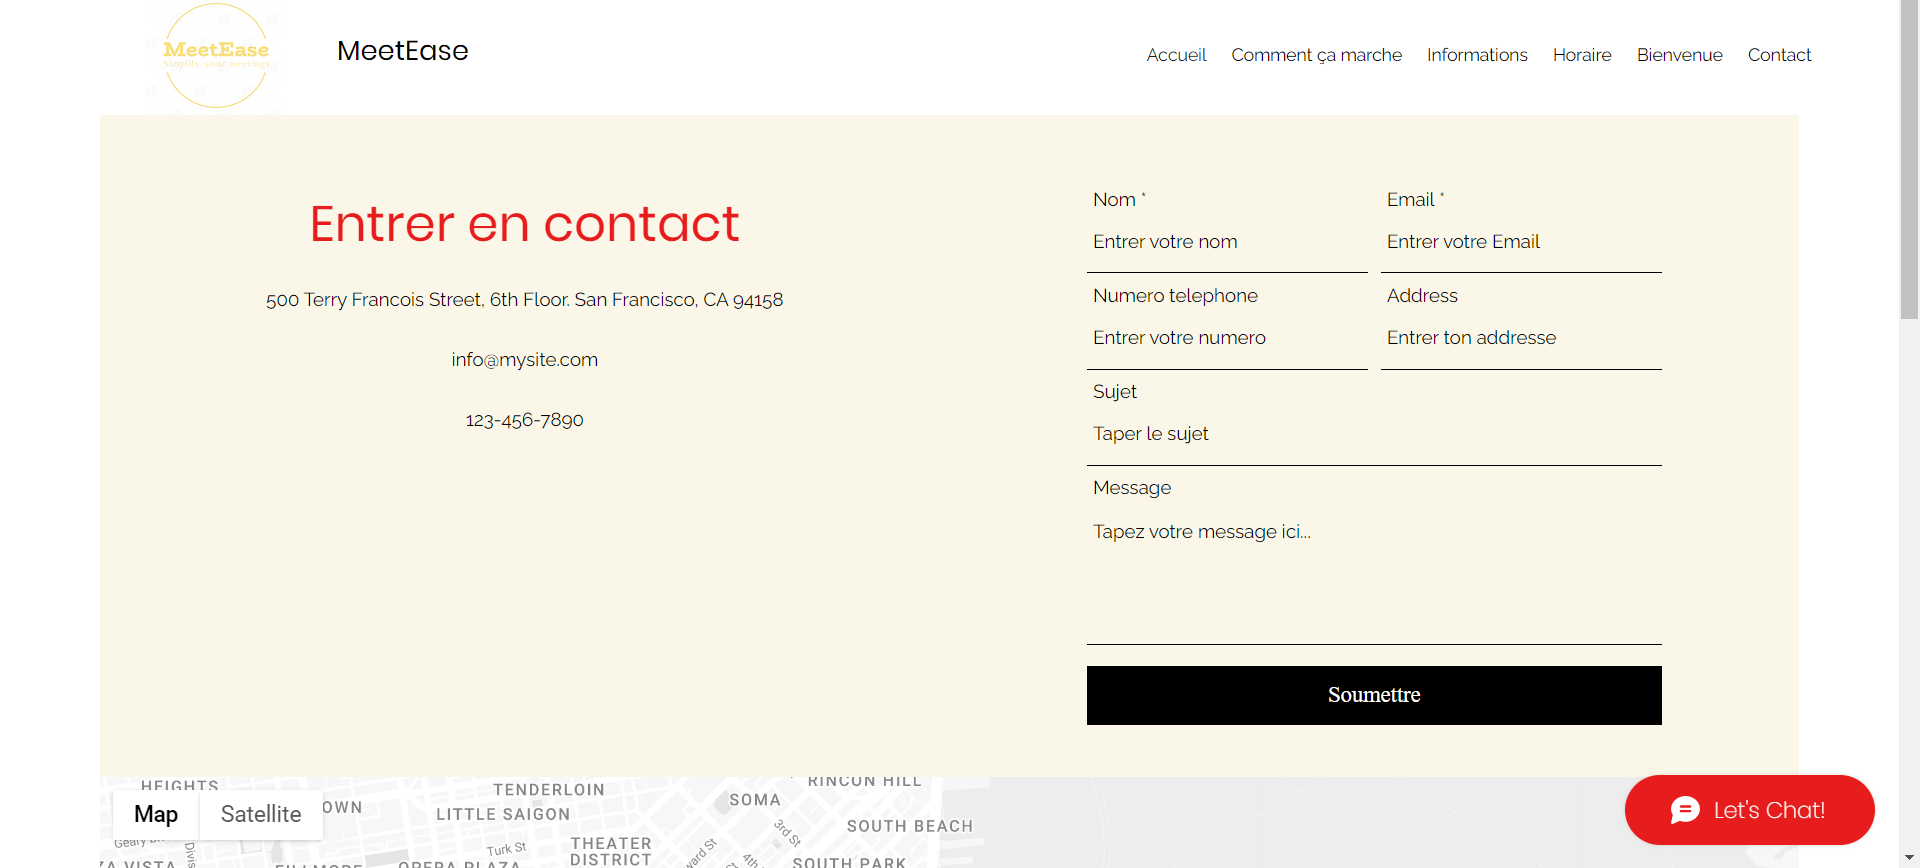 MeetEase
Simplify your meetings
MeetEase
Accueil Comment ça marche Informations Horaire Bienvenue Contact
Entrer en contact
500 Terry Francois Street, 6th Floor. San Francisco, CA 94158
info@mysite.com
123-456-7890
Nom * Email *
Entrer votre nom Entrer votre Email
Numero telephone Address
Entrer votre numero Entrer ton addresse
Sujet
Taper le sujet
Message
Tapez votre message ici...
Soumettre
HEIGHTS
TENDERLOIN
RINCON HILL
SOMA
Map Satellite
OWN
LITTLE SAIGON
Let's Chat!
SOUTH BEACH
3rd St
THEATER
DISTRICT
Turk St
Geary
Divis
ward St
4th
ZA VISTA
FILLMORE
OPERA PLAZA
SOUTH PARK